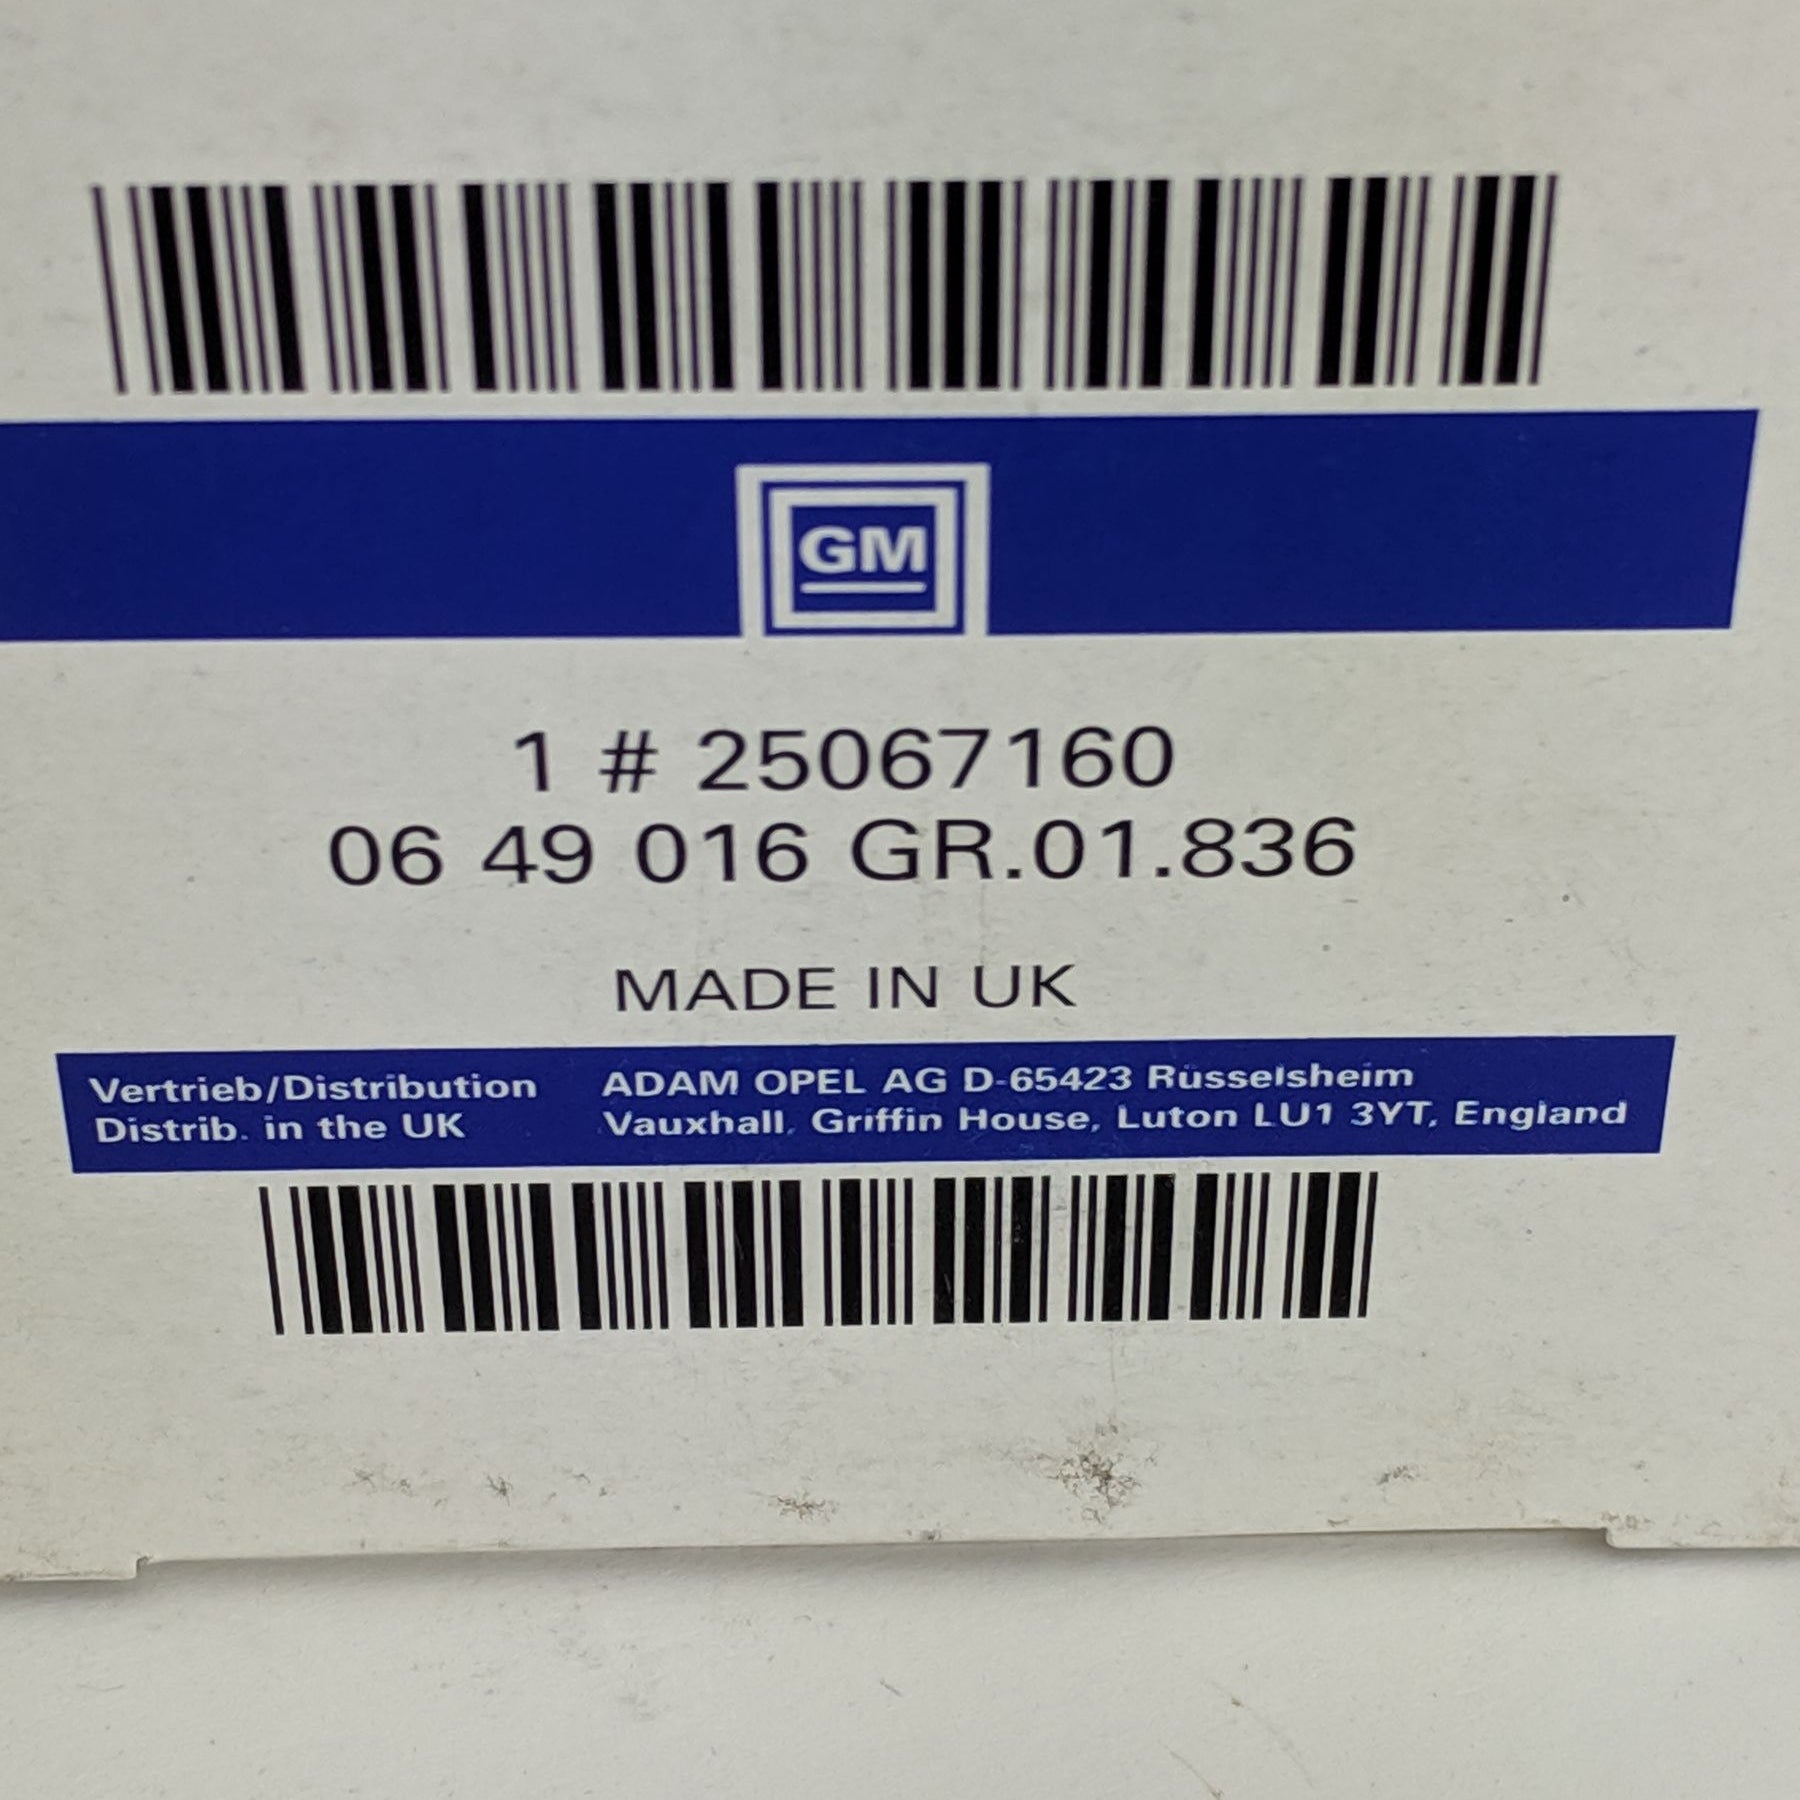 GM
1 # 25067160
06 49 016 GR.01.836
MADE IN UK
Vertrieb/Distribution ADAM OPEL AG D-65423 Rüsselsheim
Distrib. in the UK Vauxhall, Griffin House, Luton LU1 3YT, England